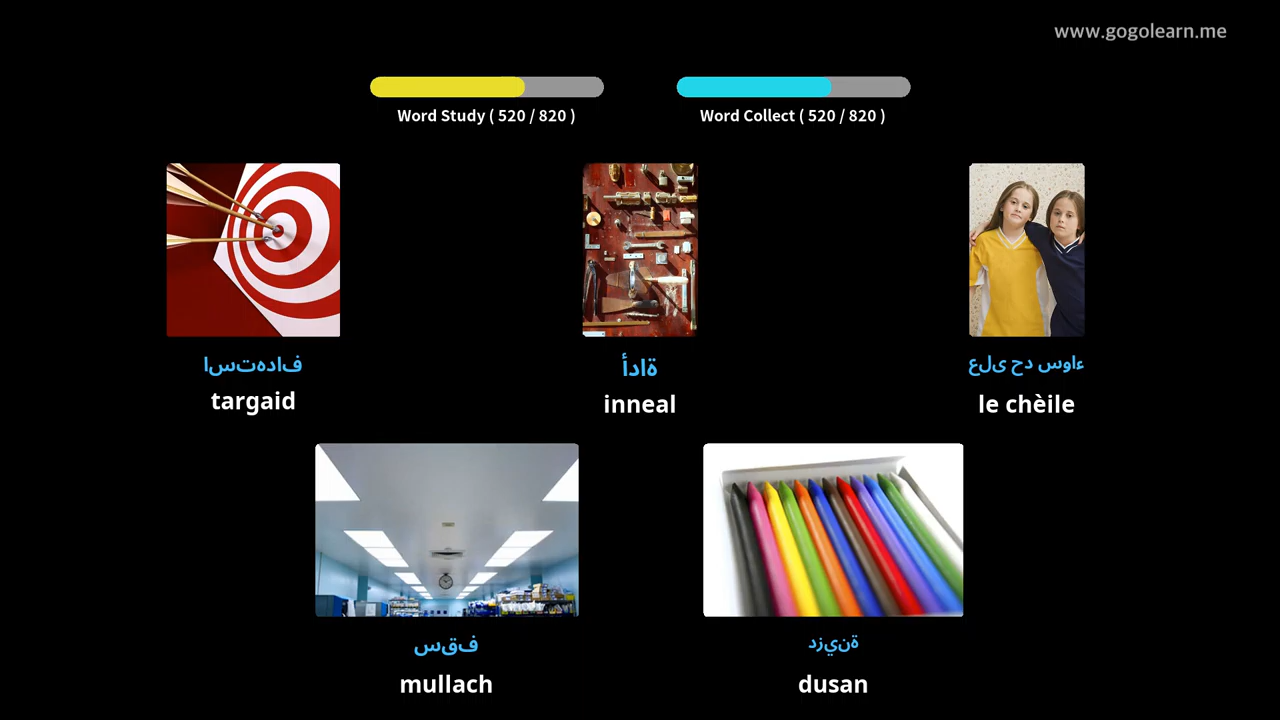 www.gogolearn.me
Word Study ( 520 / 820 )
Word Collect ( 520 / 820 )
استهداف
targaid
أداة
inneal
على حد سواء
le chèile
سقف
mullach
دزينة
dusan